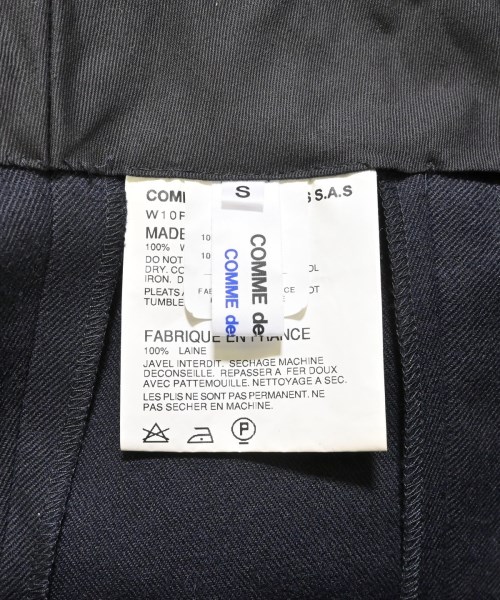 S
COMME de
COMME de
S.A.S
W10F
MADE
100% W
DO NOT
DRY. CO
IRON. D
PLEATS
TUMBLE
10
10
FABRIQUE EN FRANCE
100% LAINE
JAVEL INTERDIT. SECHAGE MACHINE
DECONSEILLE. REPASSER A FER DOUX
AVEC PATTEMOUILLE. NETTOYAGE A SEC.
LES PLIS NE SONT PAS PERMANENT. NE
PAS SECHER EN MACHINE.
P